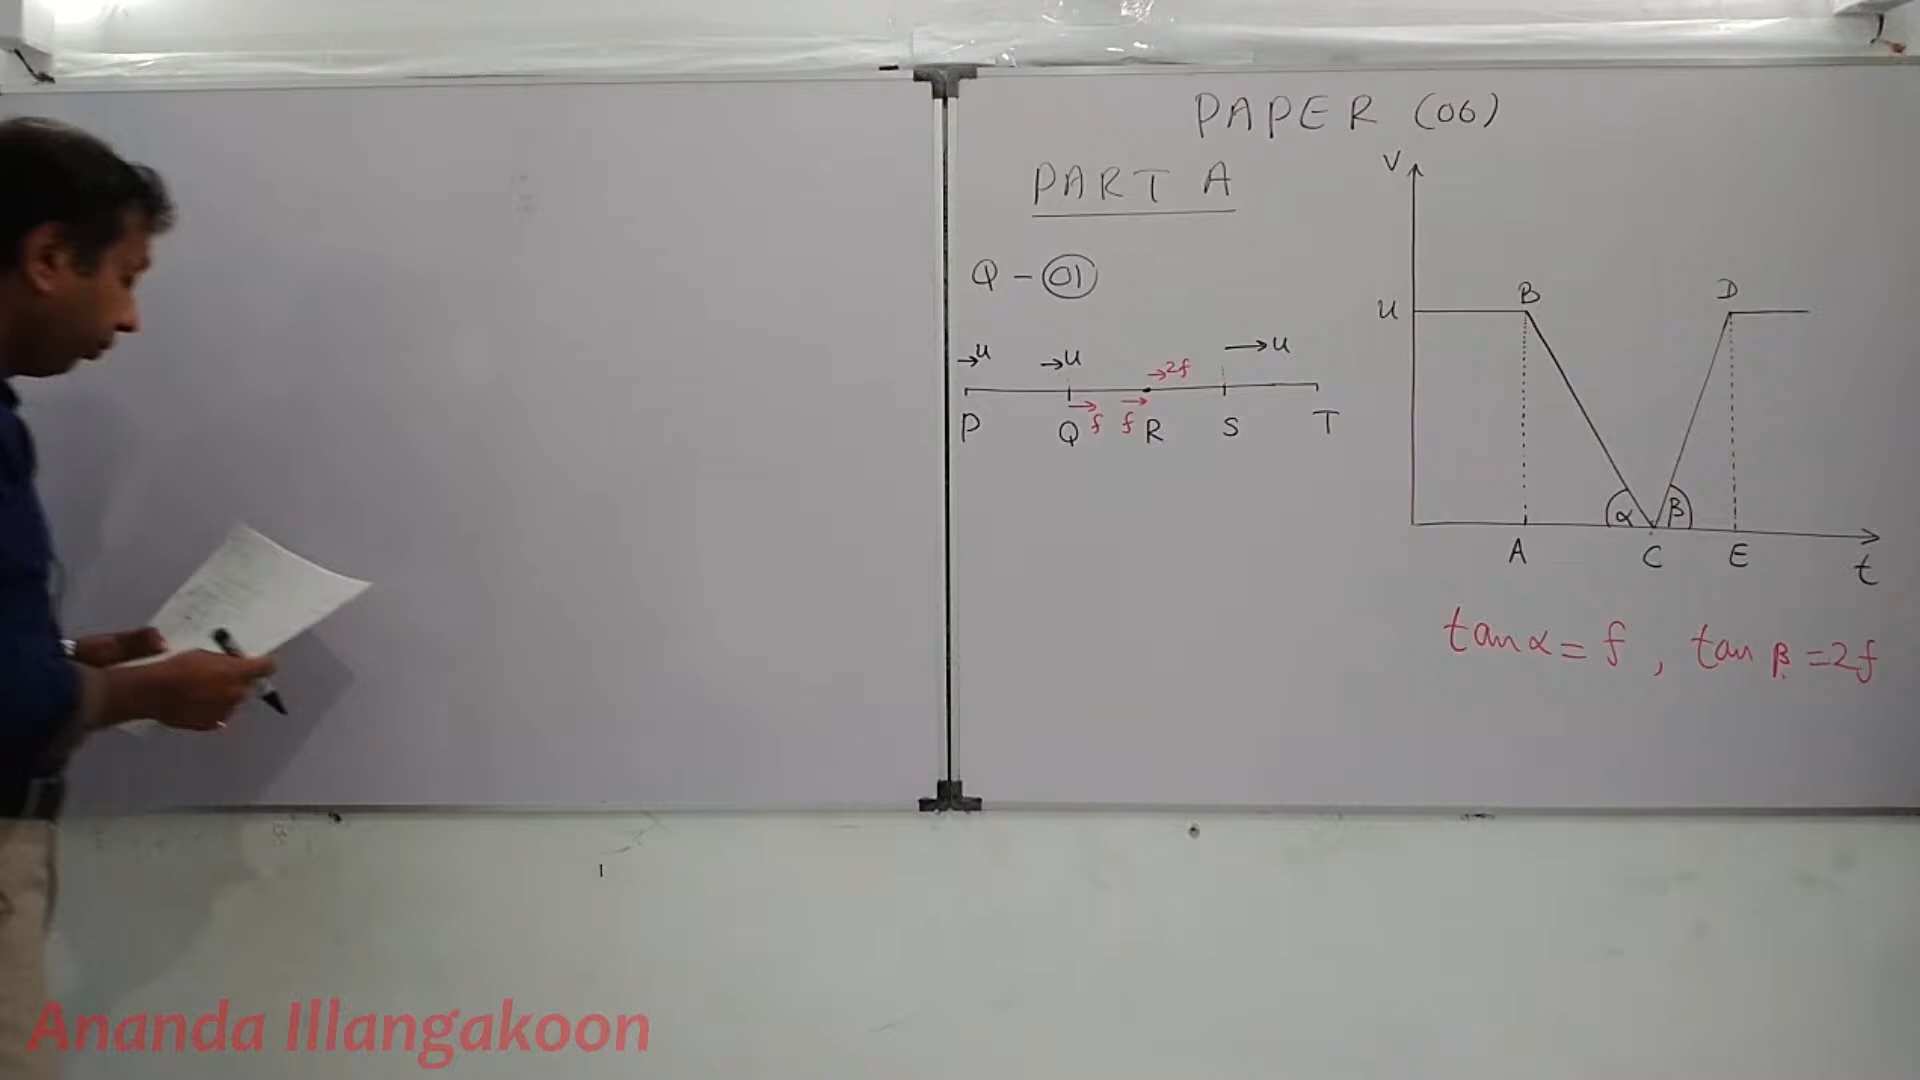 PAPER (06)
PART A
Q - 01
→u →u →2f →u
P Q →f →f R S T
V
u B D
α β
A C E t
tan α = f , tan β = 2f
Ananda Illangakoon